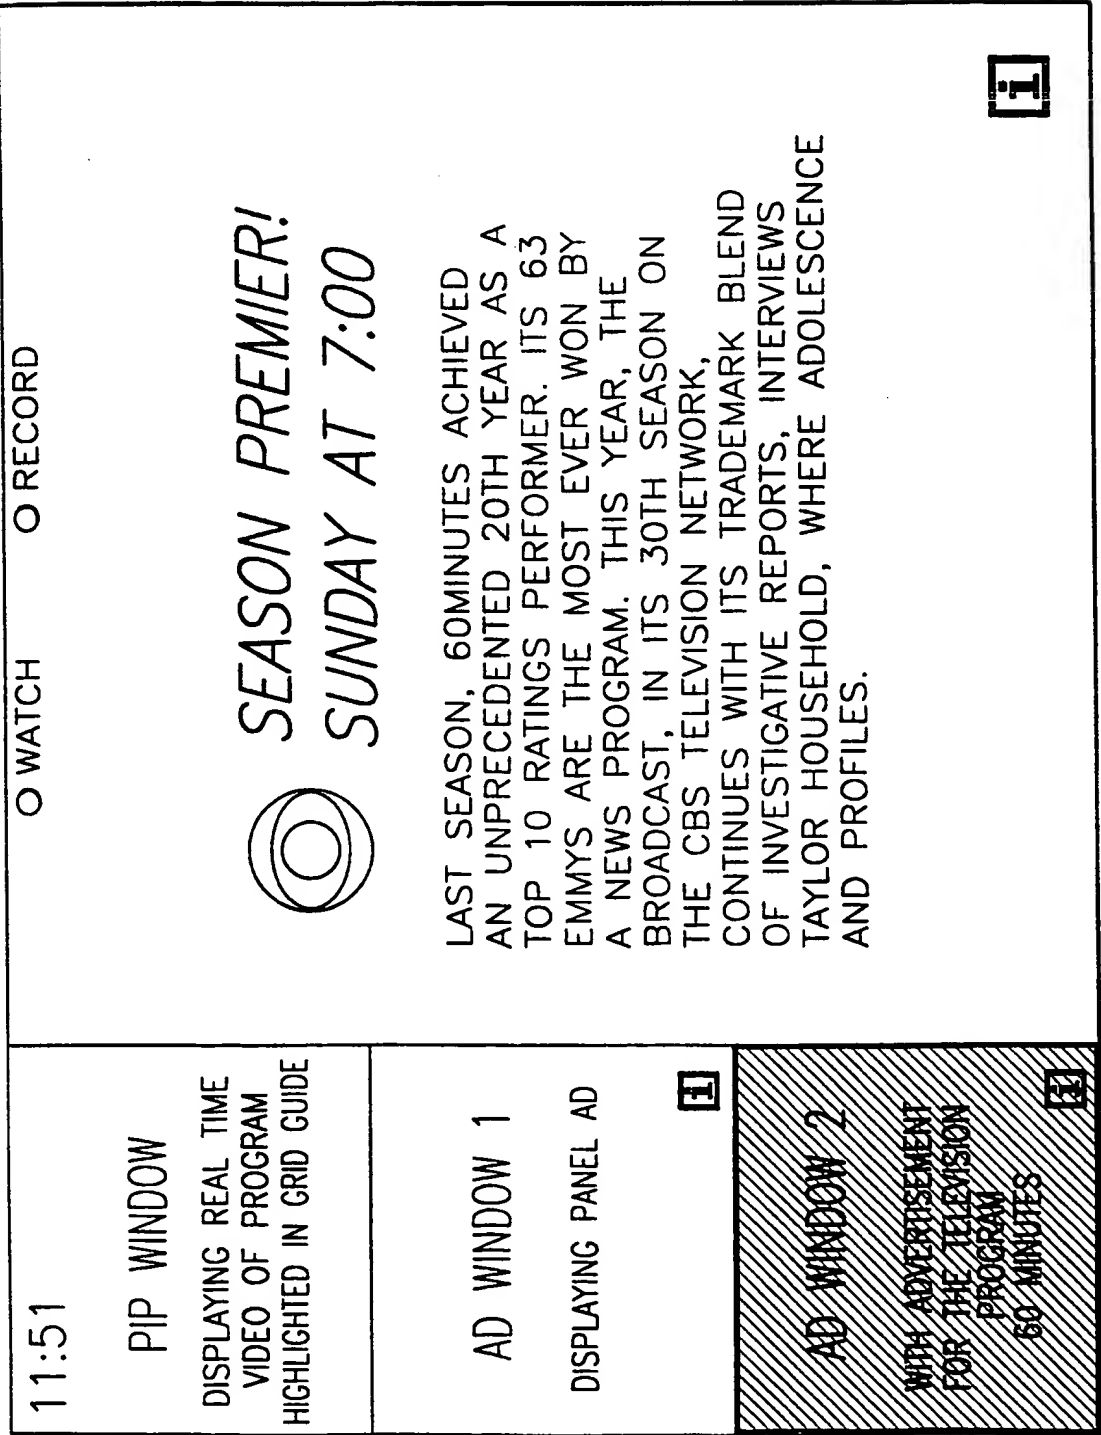 11:51
PIP WINDOW
DISPLAYING REAL TIME
VIDEO OF PROGRAM
HIGHLIGHTED IN GRID GUIDE
AD WINDOW 1
DISPLAYING PANEL AD
i
AD WINDOW 2
WITH ADVERTISEMENT
FOR THE TELEVISION
PROGRAM
60 MINUTES
i
O WATCH O RECORD
SEASON PREMIER!
SUNDAY AT 7:00
LAST SEASON, 60MINUTES ACHIEVED
AN UNPRECEDENTED 20TH YEAR AS A
TOP 10 RATINGS PERFORMER. ITS 63
EMMYS ARE THE MOST EVER WON BY
A NEWS PROGRAM. THIS YEAR, THE
BROADCAST, IN ITS 30TH SEASON ON
THE CBS TELEVISION NETWORK,
CONTINUES WITH ITS TRADEMARK BLEND
OF INVESTIGATIVE REPORTS, INTERVIEWS
TAYLOR HOUSEHOLD, WHERE ADOLESCENCE
AND PROFILES.
i